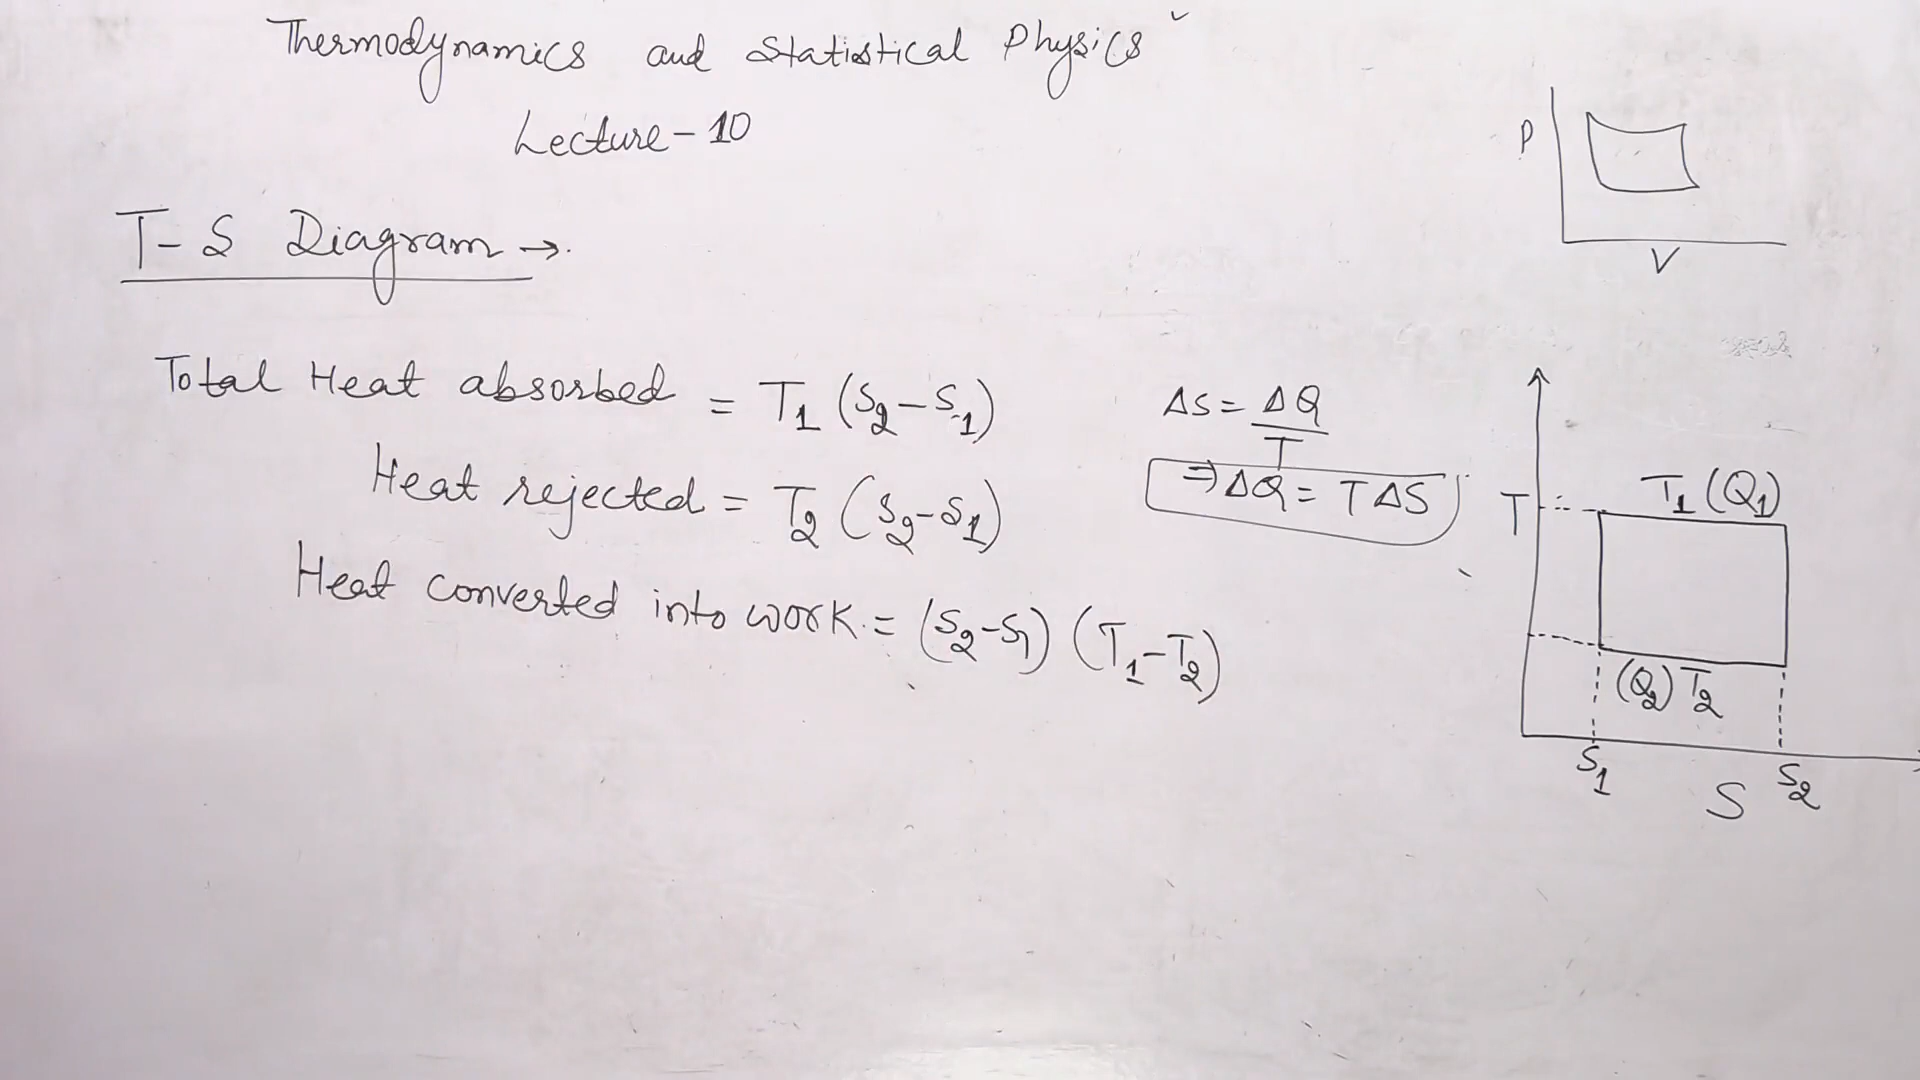 Thermodynamics and Statistical Physics
Lecture-10
T-S Diagram →
Total Heat absorbed = T₁ (S₂-S₁)
Heat rejected = T₂ (S₂-S₁)
Heat converted into work = (S₂-S₁) (T₁-T₂)
ΔS = ΔQ/T
⇒ ΔQ = TΔS
P
V
T
T₁ (Q₁)
(Q₂) T₂
S₁
S₂
S